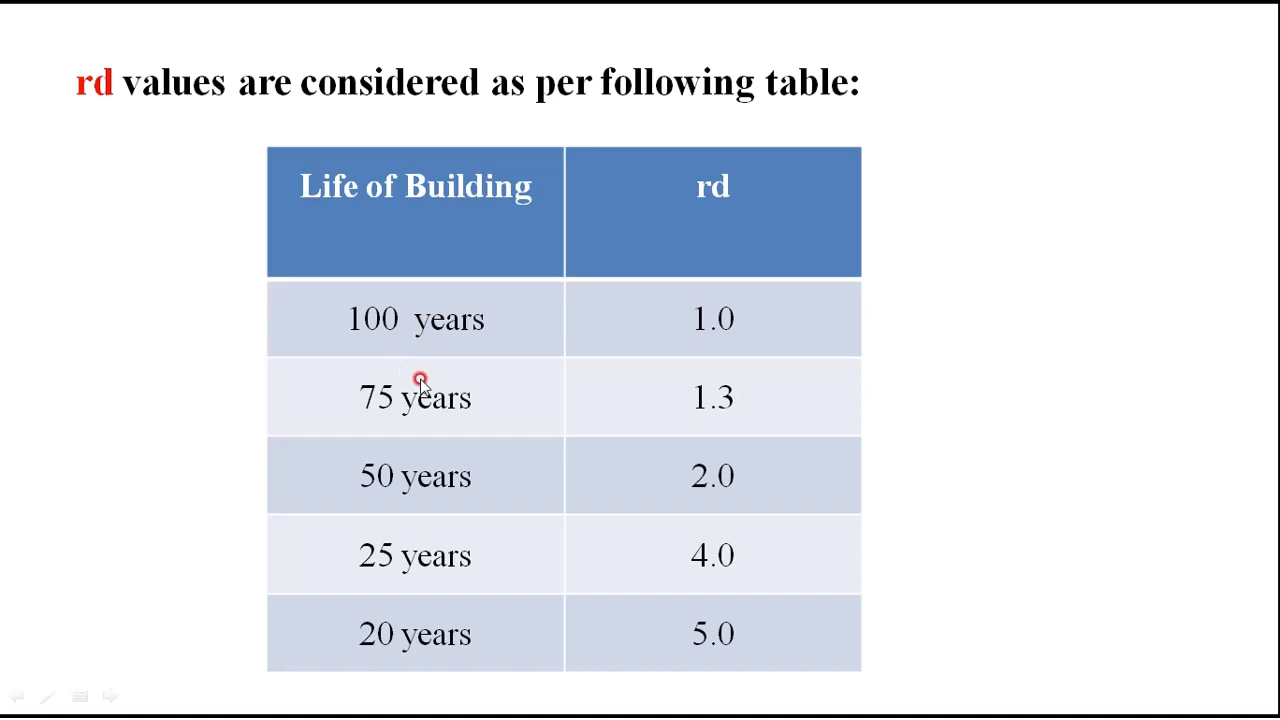 rd values are considered as per following table:
Life of Building rd
100 years 1.0
75 years 1.3
50 years 2.0
25 years 4.0
20 years 5.0